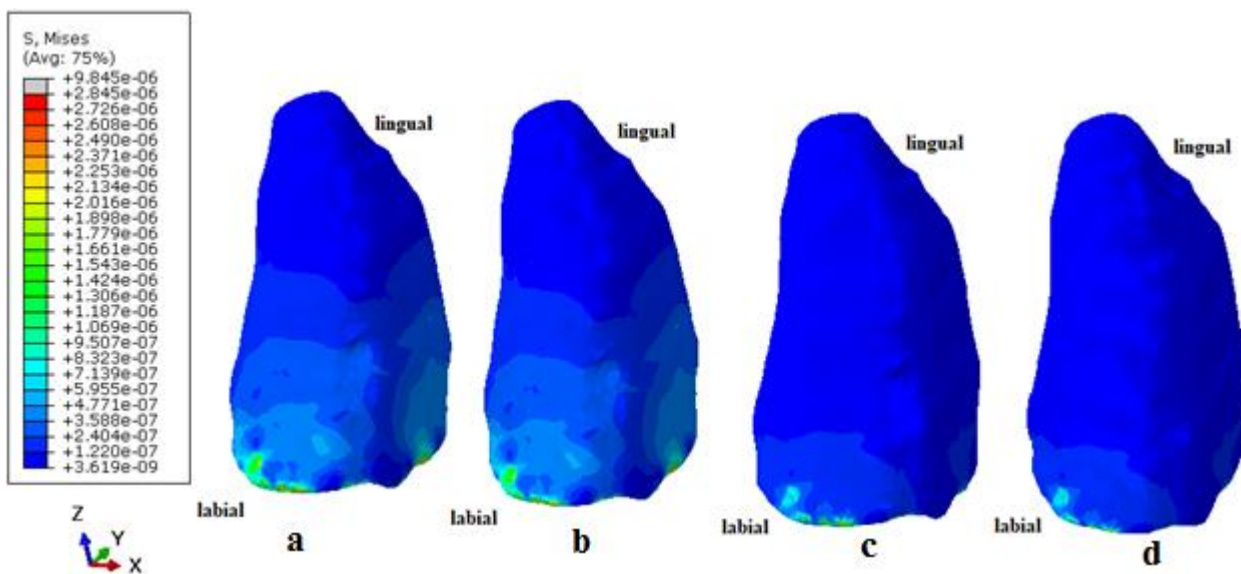 S, Mises
(Avg: 75%)
+9.845e-06
+2.845e-06
+2.726e-06
+2.608e-06
+2.490e-06
+2.371e-06
+2.253e-06
+2.134e-06
+2.016e-06
+1.898e-06
+1.779e-06
+1.661e-06
+1.543e-06
+1.424e-06
+1.306e-06
+1.187e-06
+1.069e-06
+9.507e-07
+8.323e-07
+7.139e-07
+5.955e-07
+4.771e-07
+3.588e-07
+2.404e-07
+1.220e-07
+3.619e-09
Z
Y
X
lingual
labial
a
lingual
labial
b
lingual
labial
c
lingual
labial
d